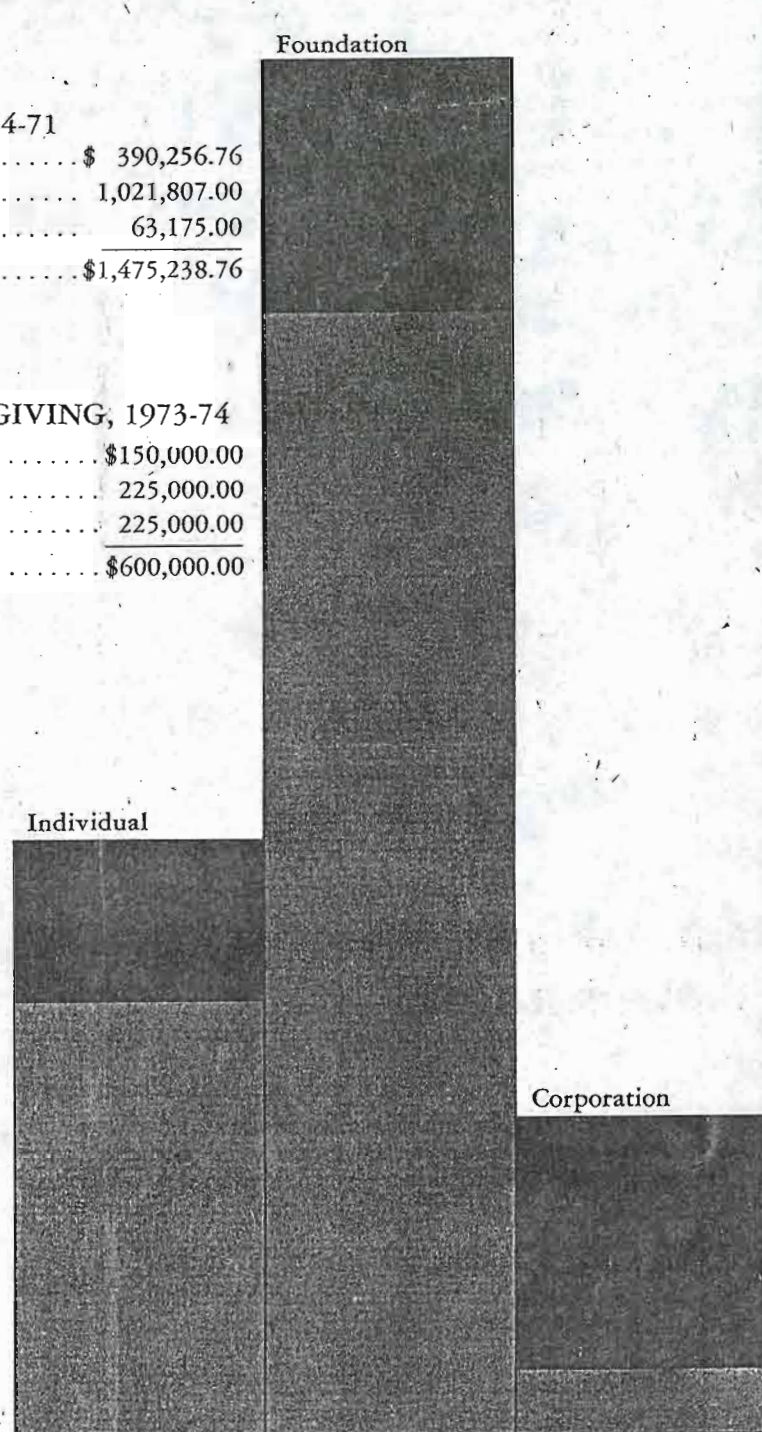 Foundation
4-71
......$ 390,256.76
...... 1,021,807.00
...... 63,175.00
......$1,475,238.76
GIVING, 1973-74
.......$150,000.00
....... 225,000.00
....... 225,000.00
.......$600,000.00
Individual
Corporation